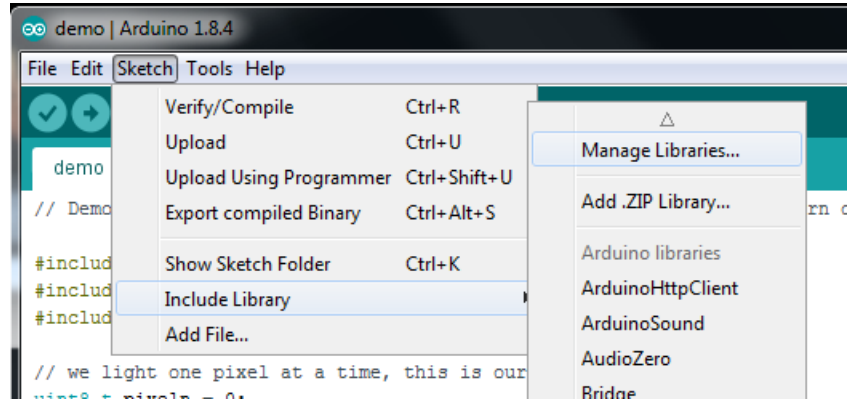 demo | Arduino 1.8.4
File Edit Sketch Tools Help
Verify/Compile Ctrl+R
Upload Ctrl+U
Upload Using Programmer Ctrl+Shift+U
Export compiled Binary Ctrl+Alt+S
Show Sketch Folder Ctrl+K
Include Library
Add File...
Manage Libraries...
Add .ZIP Library...
Arduino libraries
ArduinoHttpClient
ArduinoSound
AudioZero
Bridge
demo
// Demo
#includ
#includ
#includ
// we light one pixel at a time, this is our
uint8_t pixeln = 0;